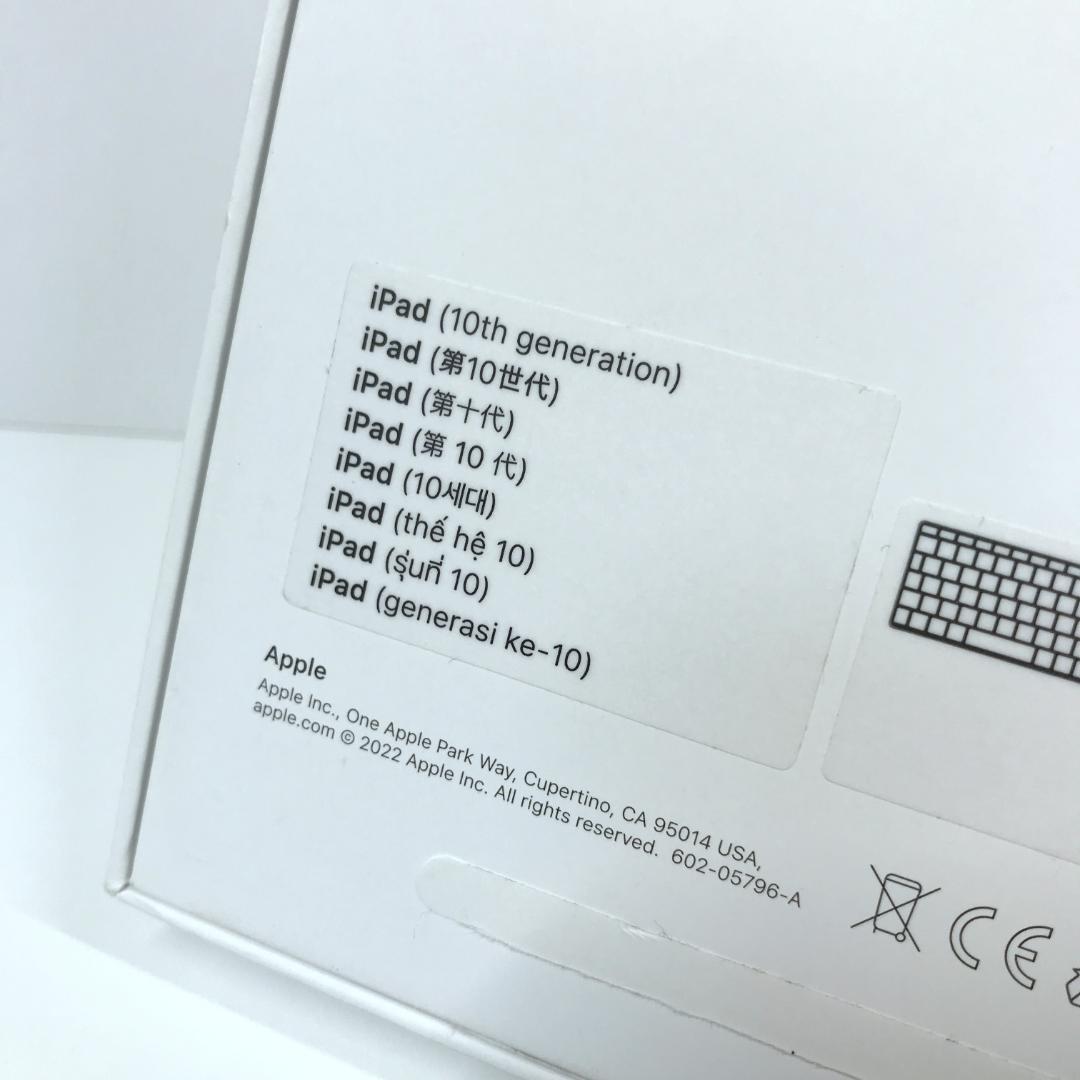 iPad (10th generation)
iPad (第10世代)
iPad (第十代)
iPad (第 10 代)
iPad (10세대)
iPad (thế hệ 10)
iPad (รุ่นที่ 10)
iPad (generasi ke-10)
Apple
Apple Inc., One Apple Park Way, Cupertino, CA 95014 USA,
apple.com © 2022 Apple Inc. All rights reserved. 602-05796-A
CE